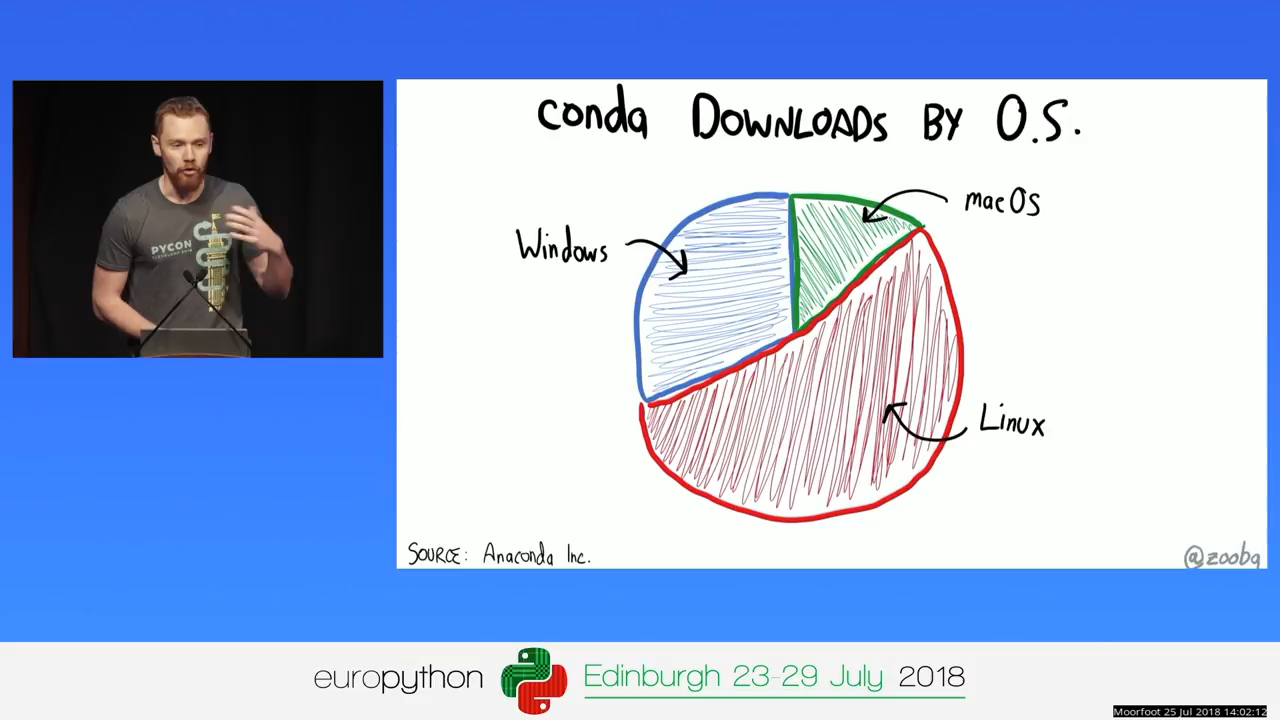 conda DOWNLOADS BY O.S.
macOS
Windows
Linux
SOURCE: Anaconda Inc.
@zooba
PYCON
europython Edinburgh 23-29 July 2018
Moorfoot 25 Jul 2018 14:02:12